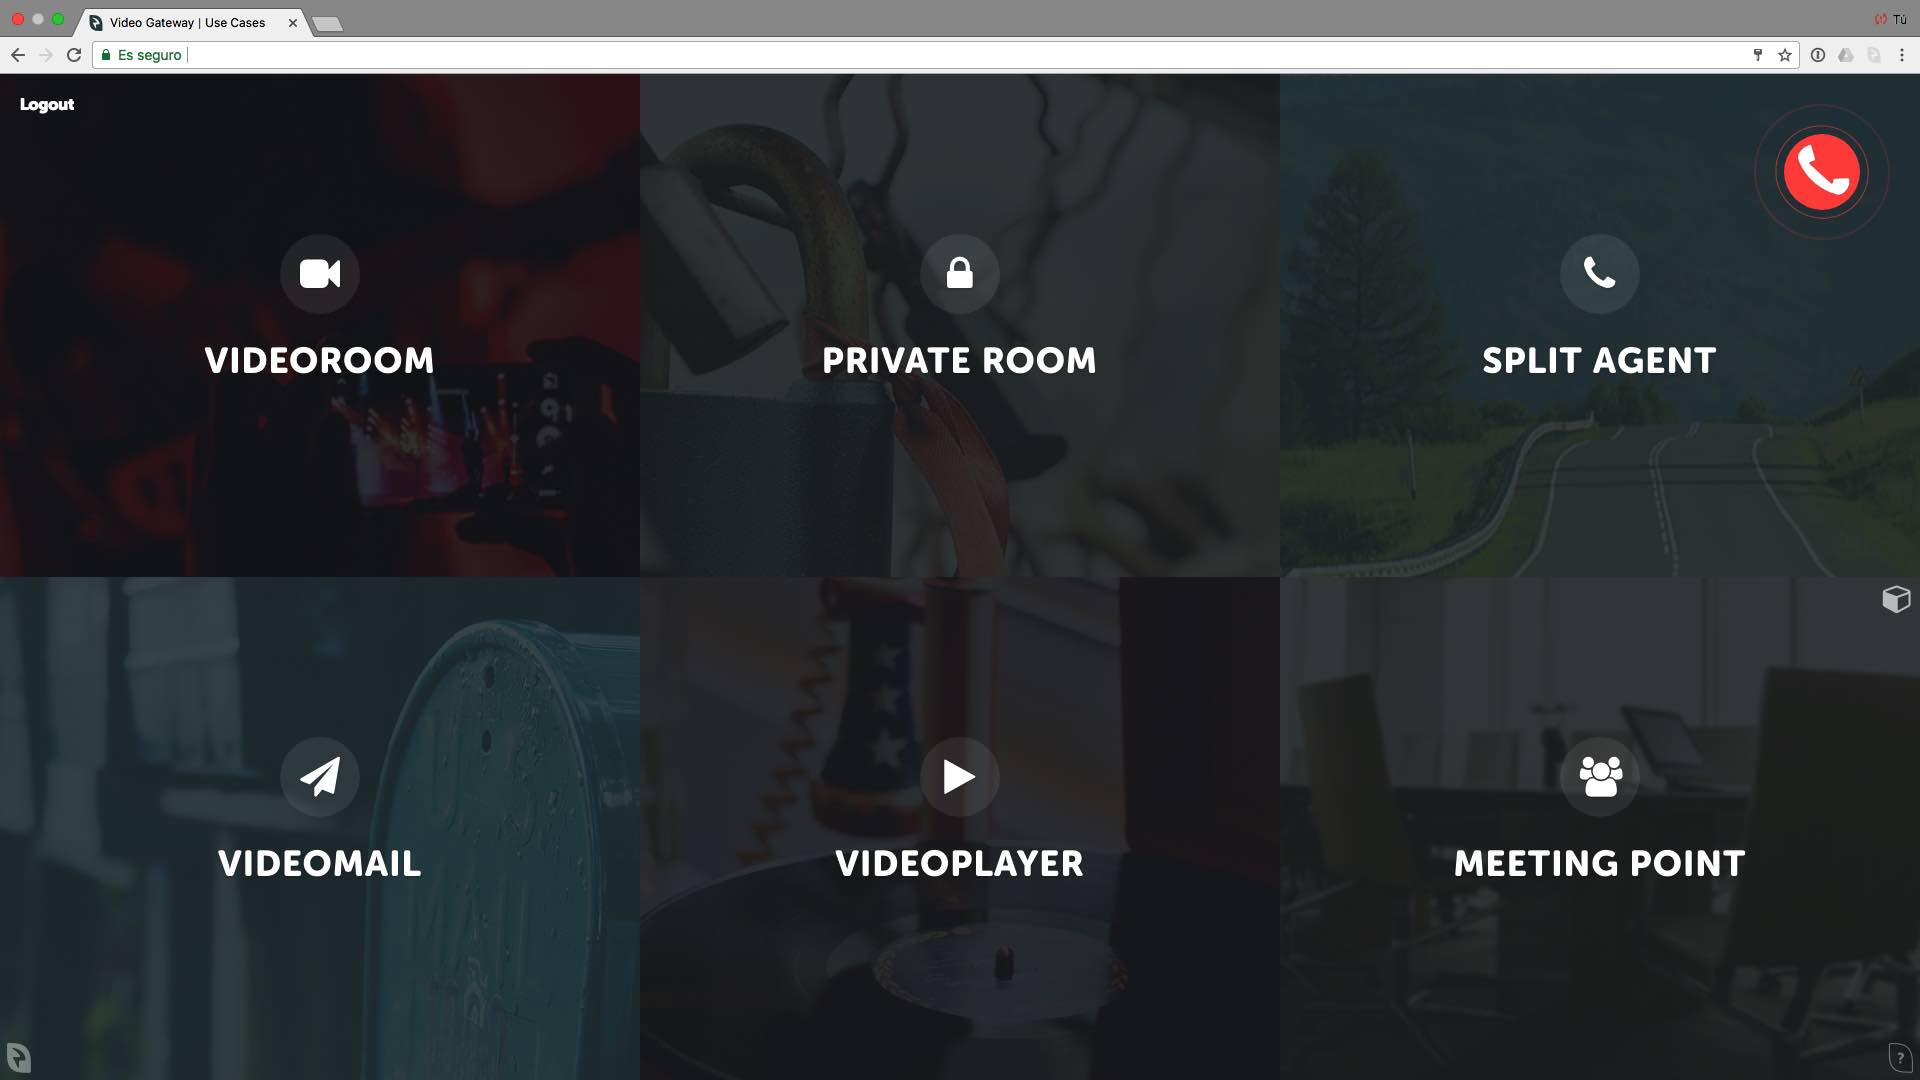 Video Gateway | Use Cases
Tú
Es seguro
Logout
VIDEOROOM
PRIVATE ROOM
SPLIT AGENT
VIDEOMAIL
VIDEOPLAYER
MEETING POINT
?